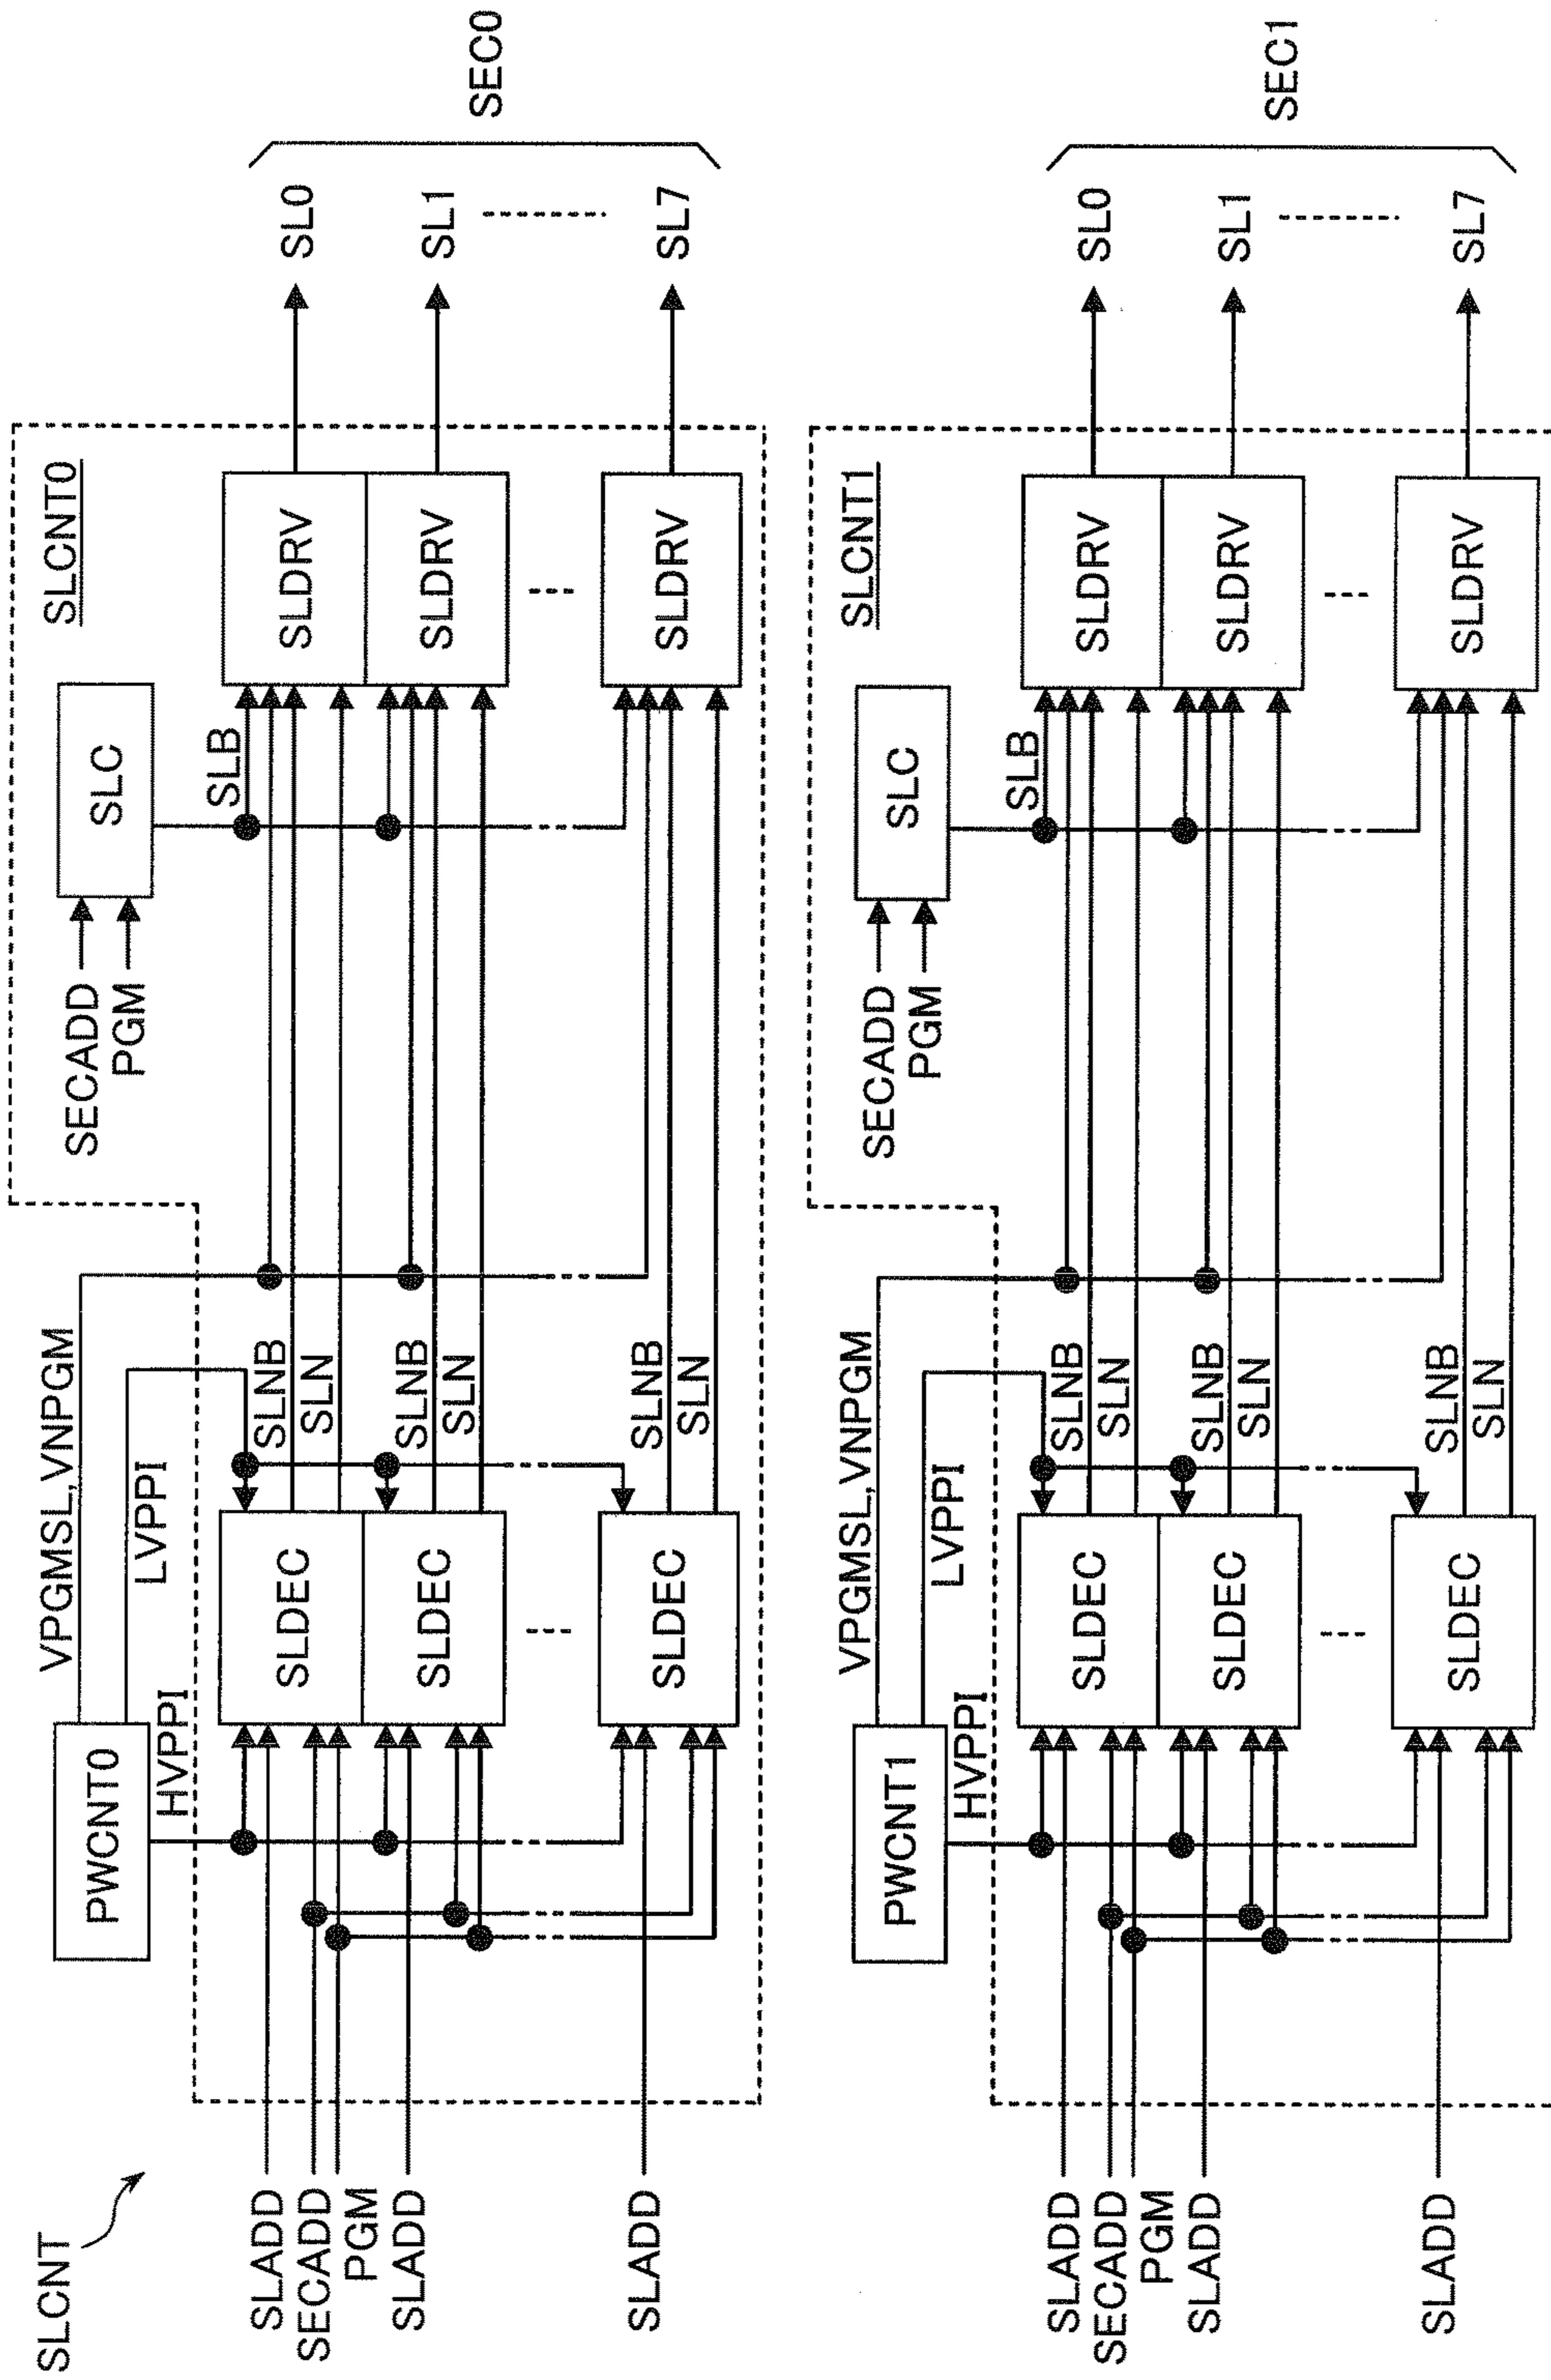 SLCNT
PWCNT0
HVPPI
VPGMSL,VNPGM
LVPPI
SLCNT0
SECADD
PGM
SLC
SLB
SLADD
SECADD
PGM
SLADD
SLADD
SLDEC
SLDEC
SLDEC
SLNB
SLN
SLNB
SLN
SLNB
SLN
SLDRV
SLDRV
SLDRV
SL0
SL1
SL7
SEC0
PWCNT1
HVPPI
VPGMSL,VNPGM
LVPPI
SLCNT1
SECADD
PGM
SLC
SLB
SLADD
SECADD
PGM
SLADD
SLADD
SLDEC
SLDEC
SLDEC
SLNB
SLN
SLNB
SLN
SLNB
SLN
SLDRV
SLDRV
SLDRV
SL0
SL1
SL7
SEC1